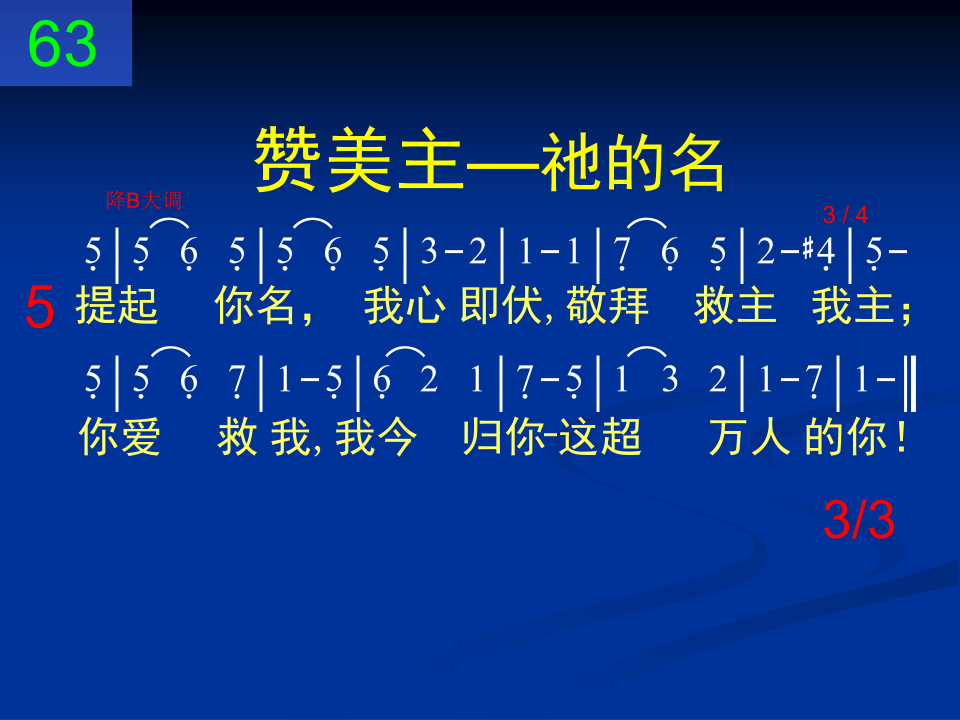 63
赞美主—祂的名
降B大调
3 / 4
5̣ | 5̣ 6̣ 5̣ | 5̣ 6̣ 5̣ | 3 - 2 | 1 - 1 | 7̣ 6̣ 5̣ | 2 - #4̣ | 5̣ -
5 提起 你名， 我心 即伏, 敬拜 救主 我主；
5̣ | 5̣ 6̣ 7̣ | 1 - 5̣ | 6̣ 2 1 | 7̣ - 5̣ | 1 3 2 | 1 - 7̣ | 1 - ‖
你爱 救 我, 我今 归你-这超 万人 的你！
3/3